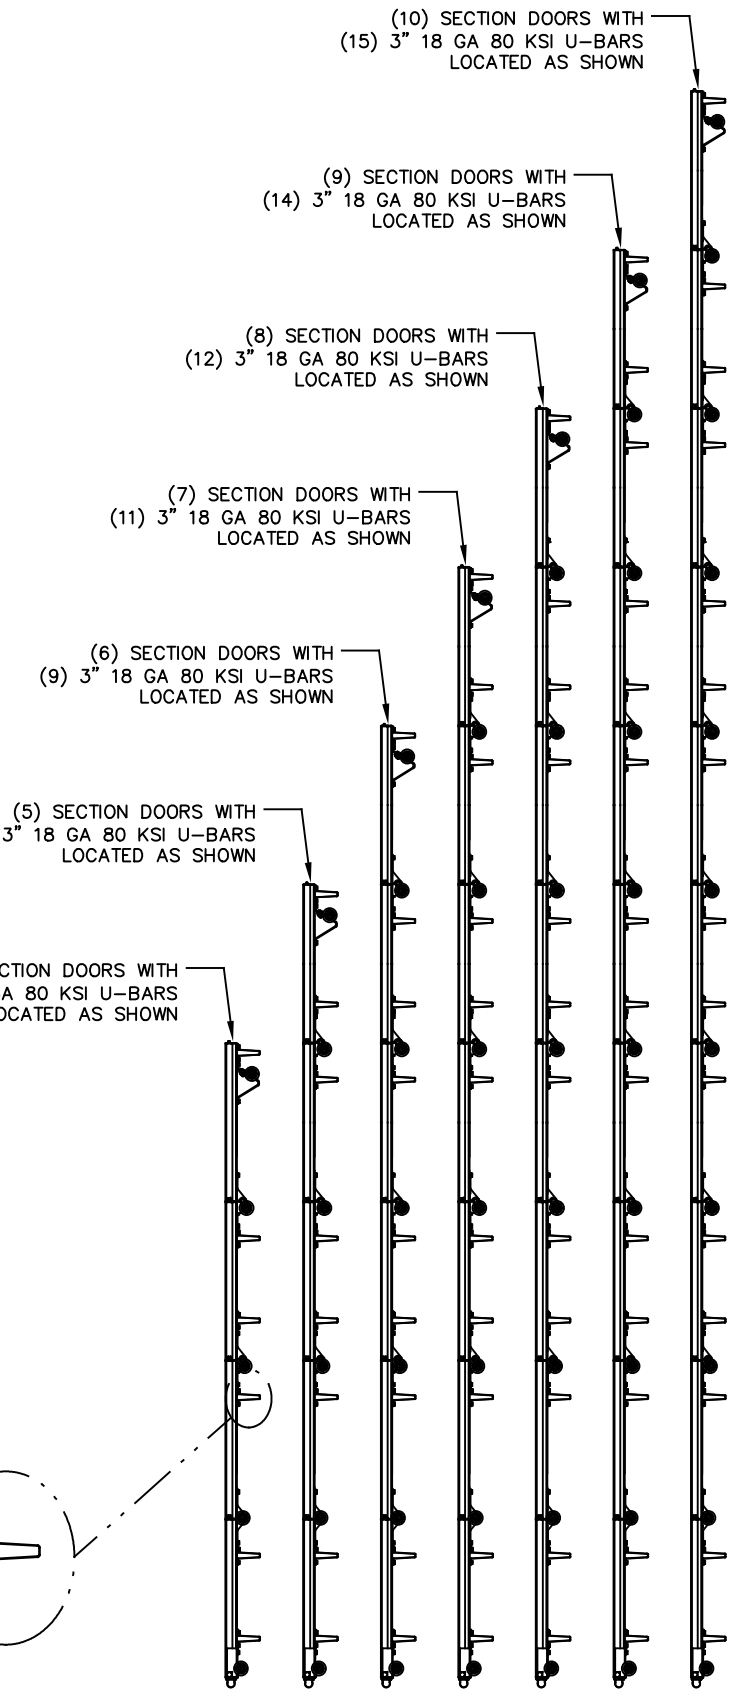 (10) SECTION DOORS WITH
(15) 3" 18 GA 80 KSI U-BARS
LOCATED AS SHOWN
(9) SECTION DOORS WITH
(14) 3" 18 GA 80 KSI U-BARS
LOCATED AS SHOWN
(8) SECTION DOORS WITH
(12) 3" 18 GA 80 KSI U-BARS
LOCATED AS SHOWN
(7) SECTION DOORS WITH
(11) 3" 18 GA 80 KSI U-BARS
LOCATED AS SHOWN
(6) SECTION DOORS WITH
(9) 3" 18 GA 80 KSI U-BARS
LOCATED AS SHOWN
(5) SECTION DOORS WITH
3" 18 GA 80 KSI U-BARS
LOCATED AS SHOWN
CTION DOORS WITH
A 80 KSI U-BARS
OCATED AS SHOWN